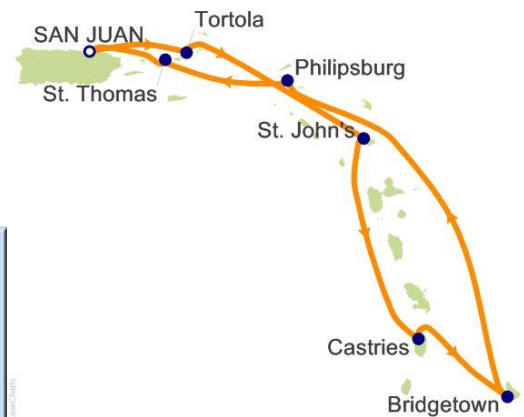 Tortola
SAN JUAN
Philipsburg
St. Thomas
St. John's
Castries
Bridgetown